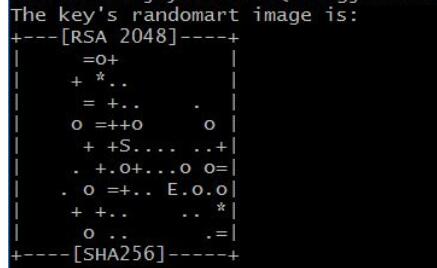 The key's randomart image is:
+---[RSA 2048]----+
|      =o+        |
|     + *..       |
|      = +..    . |
|     o =++o     o |
|      + +S.... ..+|
|     . +.o+...o o=|
|    . o =+.. E.o.o|
|     + +..     .. *|
|      o ..      .=|
+----[SHA256]-----+